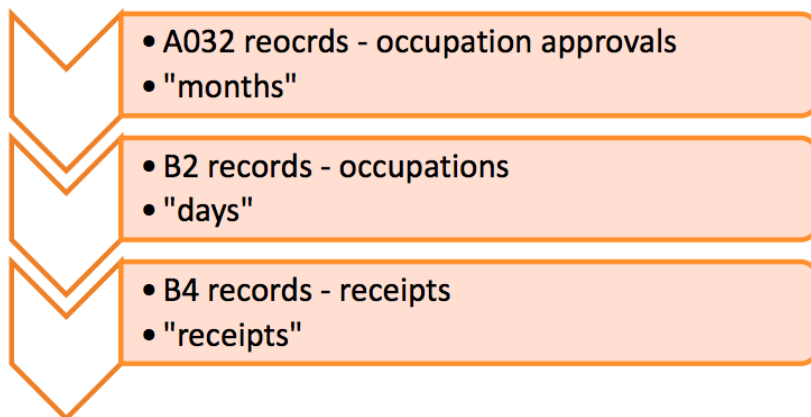 • A032 reocrds - occupation approvals
• "months"
• B2 records - occupations
• "days"
• B4 records - receipts
• "receipts"